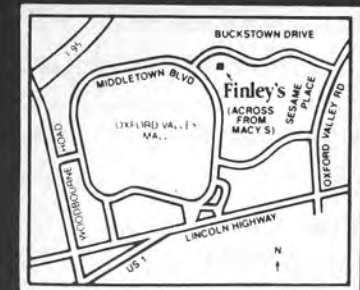 I 95
BUCKSTOWN DRIVE
MIDDLETOWN BLVD
Finley's
(ACROSS
FROM
MACY S)
SESAME
PLACE
OXFORD VALLEY RD
OXFORD VALLEY
MALL
WOODBOURNE
ROAD
LINCOLN HIGHWAY
US 1
N